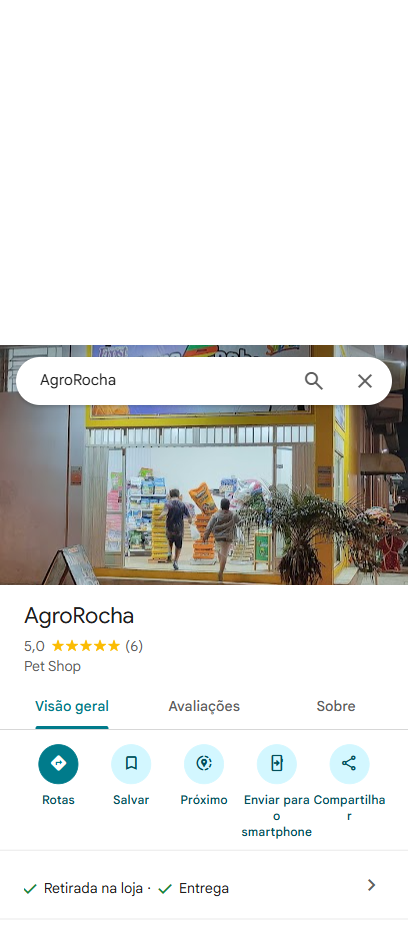 AgroRocha
AgroRocha
5,0 (6)
Pet Shop
Visão geral Avaliações Sobre
Rotas Salvar Próximo Enviar para o smartphone Compartilhar
Retirada na loja · Entrega